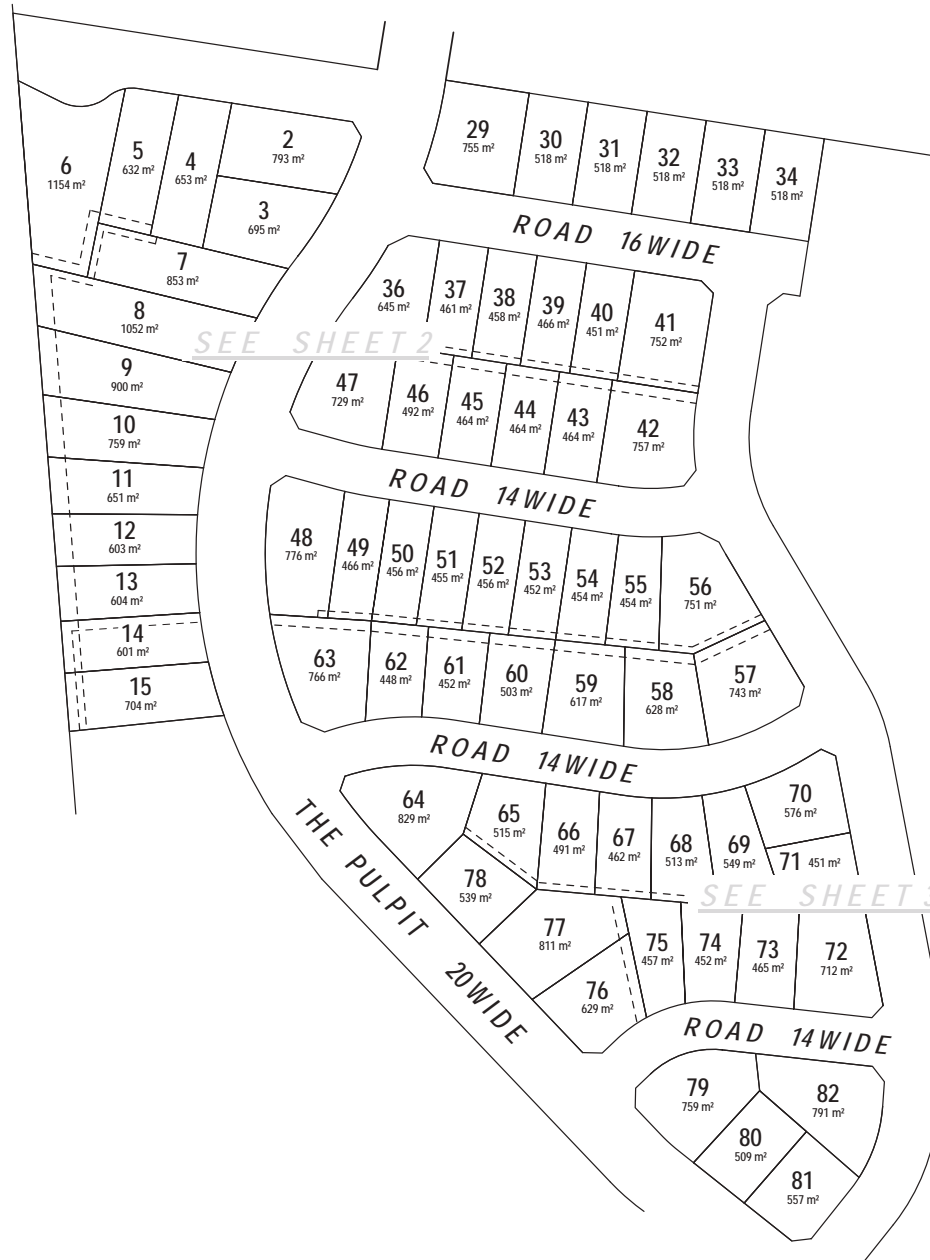 2
793 m²
3
695 m²
4
653 m²
5
632 m²
6
1154 m²
7
853 m²
8
1052 m²
9
900 m²
10
759 m²
11
651 m²
12
603 m²
13
604 m²
14
601 m²
15
704 m²
29
755 m²
30
518 m²
31
518 m²
32
518 m²
33
518 m²
34
518 m²
ROAD 16WIDE
36
645 m²
37
461 m²
38
458 m²
39
466 m²
40
451 m²
41
752 m²
SEE SHEET 2
47
729 m²
46
492 m²
45
464 m²
44
464 m²
43
464 m²
42
757 m²
ROAD 14WIDE
48
776 m²
49
466 m²
50
456 m²
51
455 m²
52
456 m²
53
452 m²
54
454 m²
55
454 m²
56
751 m²
63
766 m²
62
448 m²
61
452 m²
60
503 m²
59
617 m²
58
628 m²
57
743 m²
ROAD 14WIDE
64
829 m²
65
515 m²
66
491 m²
67
462 m²
68
513 m²
69
549 m²
70
576 m²
71 451 m²
SEE SHEET 3
78
539 m²
77
811 m²
76
629 m²
75
457 m²
74
452 m²
73
465 m²
72
712 m²
THE PULPIT 20WIDE
ROAD 14WIDE
79
759 m²
80
509 m²
81
557 m²
82
791 m²